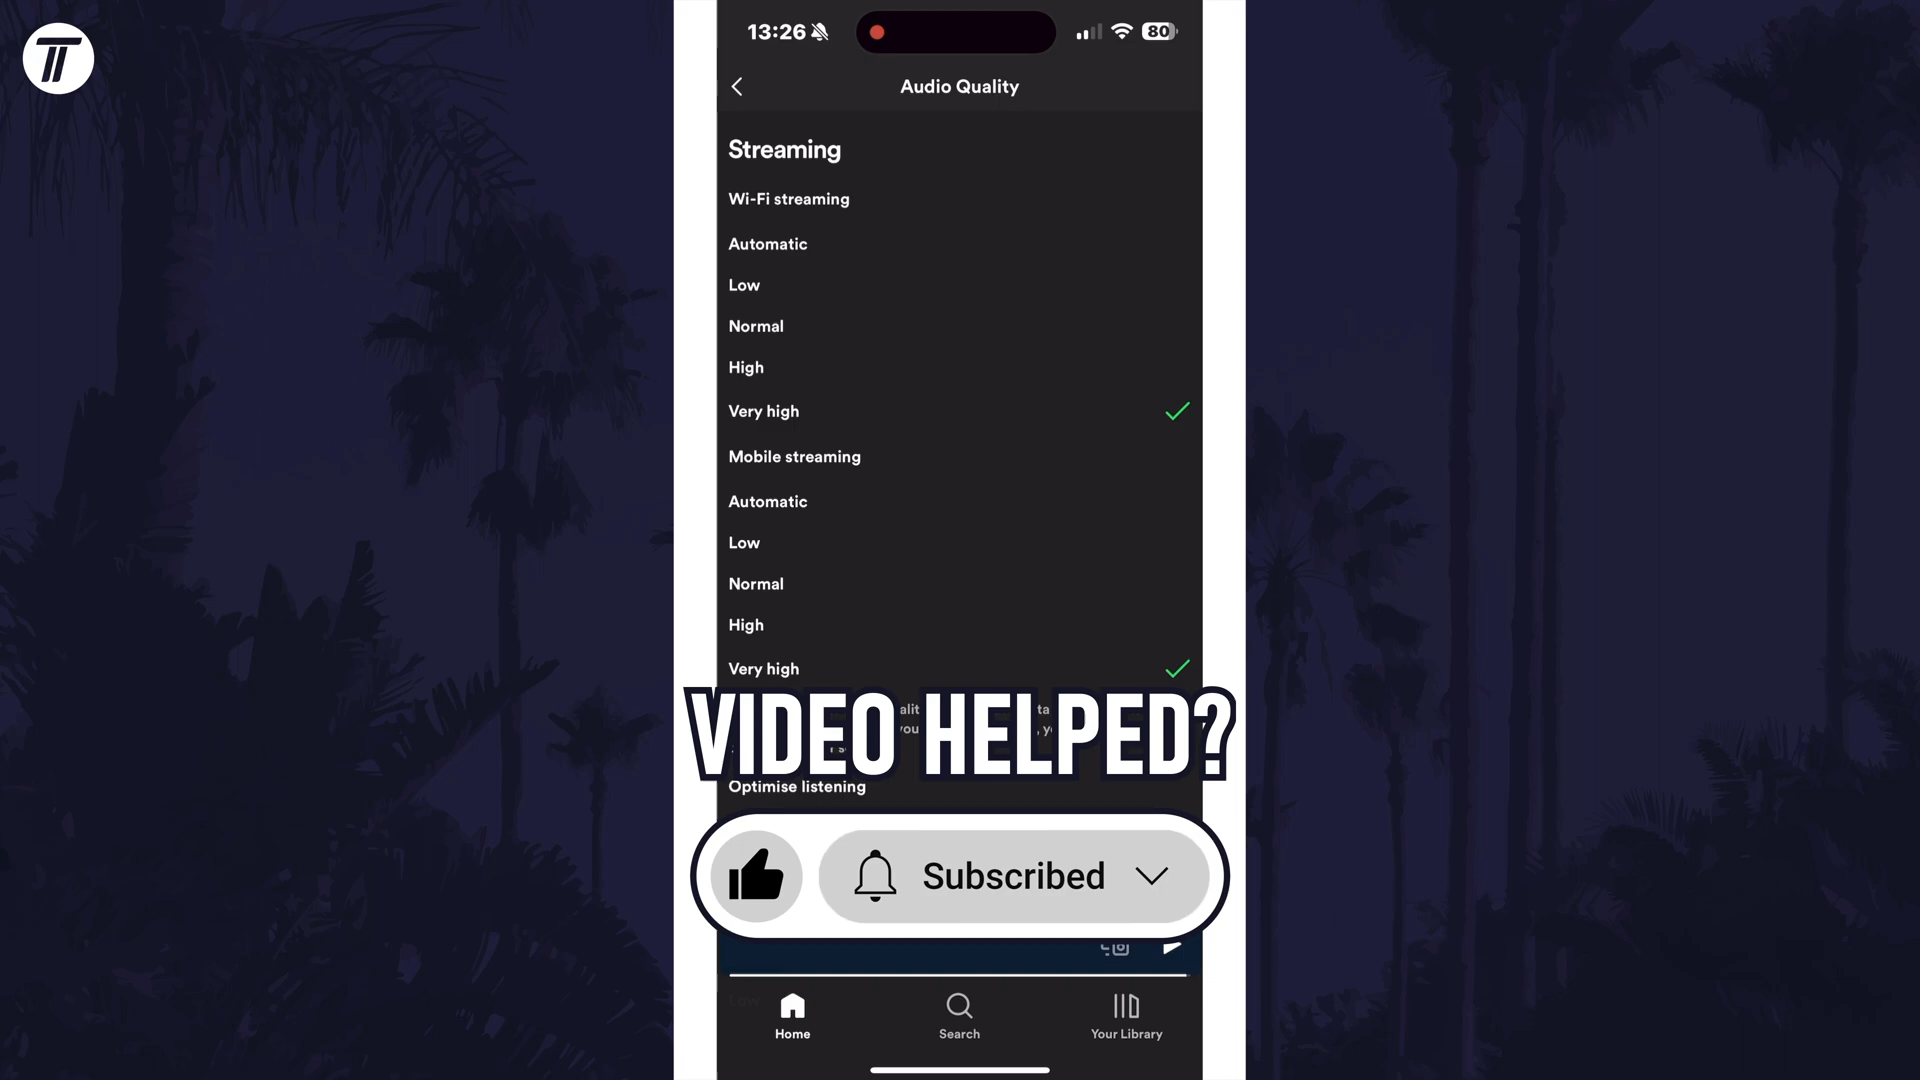 T
13:26
80
Audio Quality
Streaming
Wi-Fi streaming
Automatic
Low
Normal
High
Very high
Mobile streaming
Automatic
Low
Normal
High
Very high
VIDEO HELPED?
Optimise listening
Subscribed
Low
Home
Search
Your Library